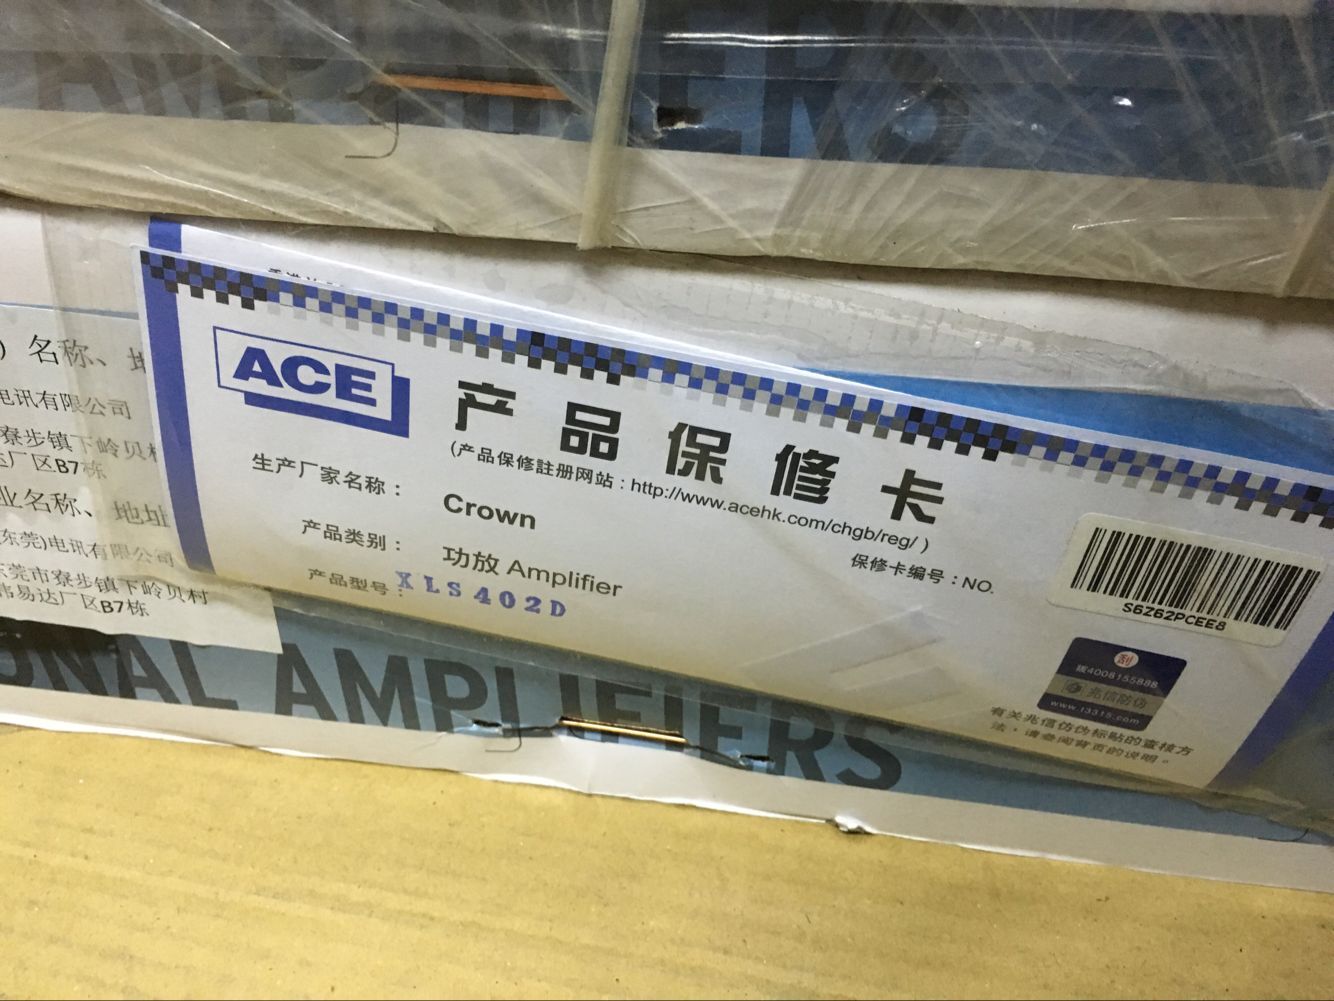 AMPLIFIERS
ACE
产品保修卡
(产品保修註册网站：http://www.acehk.com/chgb/reg/)
生产厂家名称：
Crown
产品类别：
功放 Amplifier
产品型号：
XLS402D
保修卡编号：NO.
S6Z62PCEE8
刮
拨4008155888
兆信防伪
www.13315.com
有关兆信仿伪标贴的查核方
法，请参阅背页的说明。
) 名称、地
电讯有限公司
寮步镇下岭贝村
达厂区B7栋
业名称、地址
(东莞)电讯有限公司
东莞市寮步镇下岭贝村
伟易达厂区B7栋
ONAL AMPLIFIERS